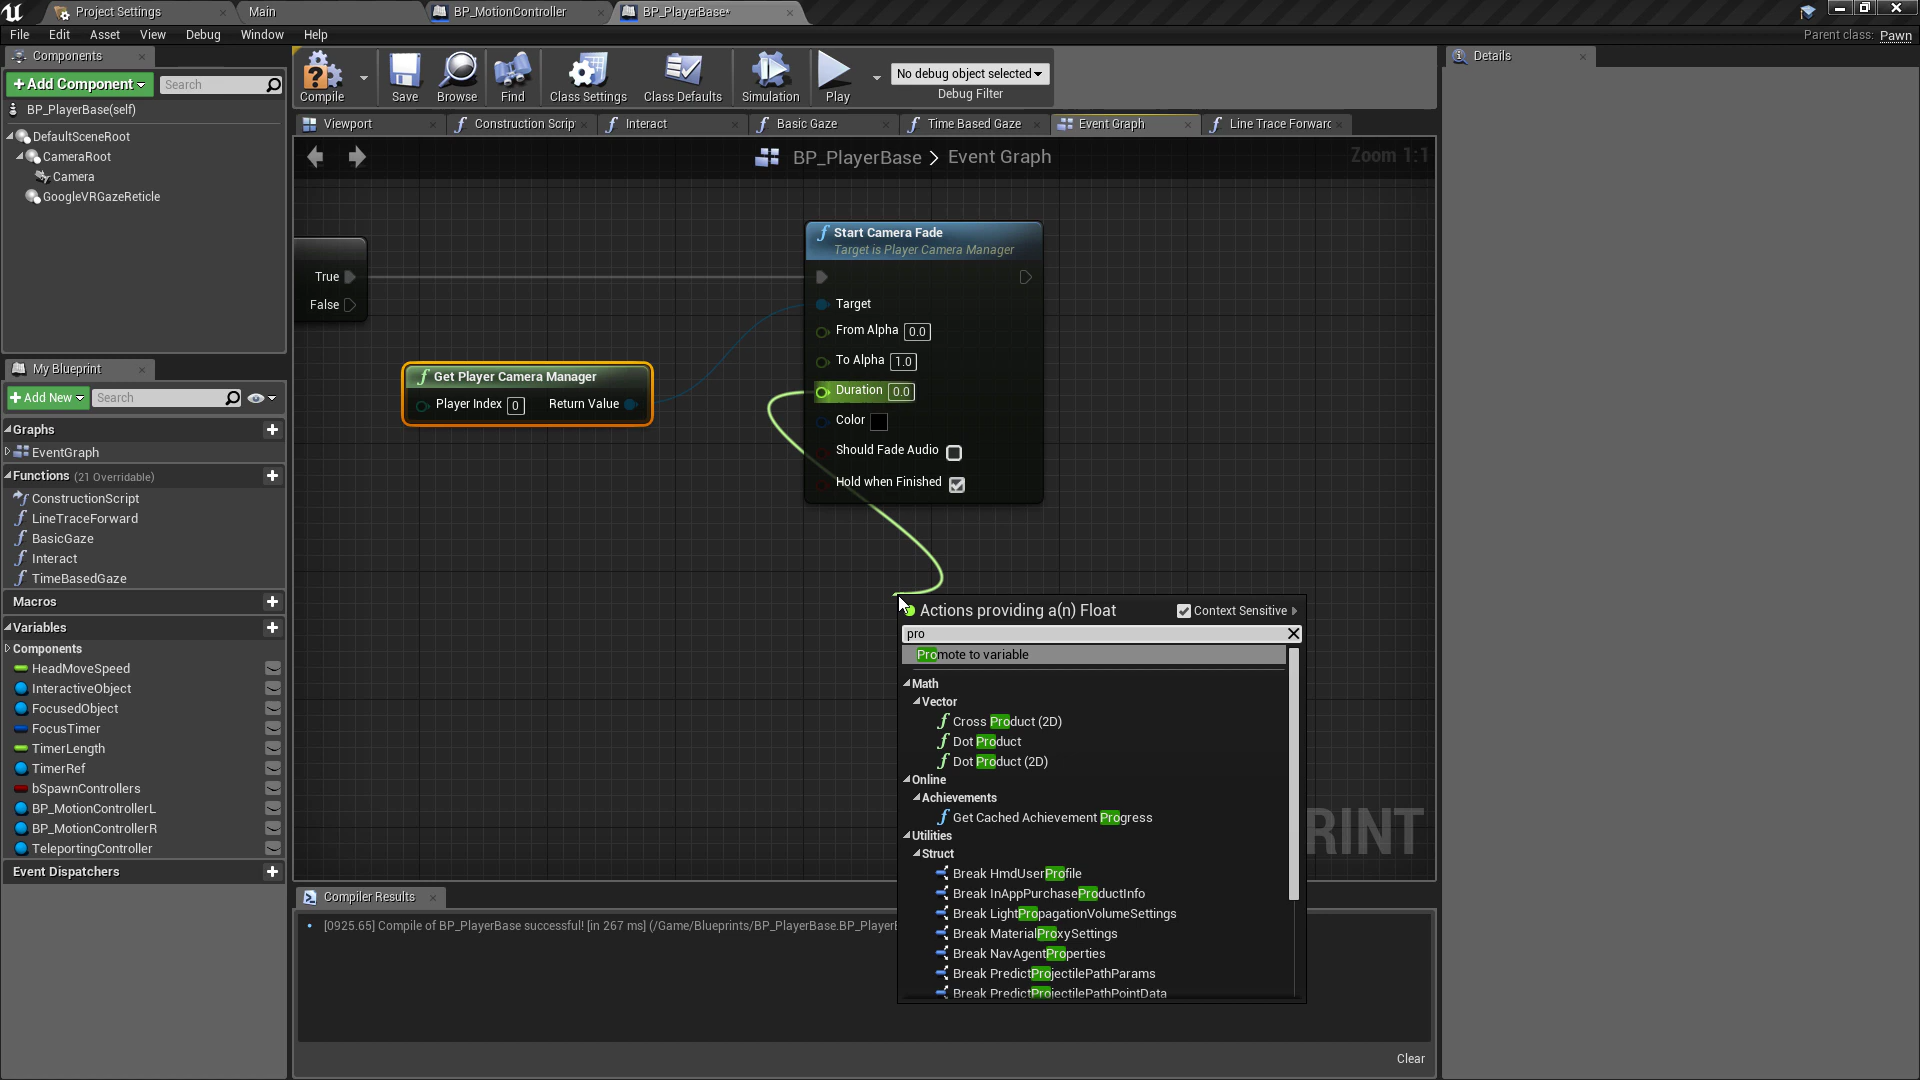 Project Settings
Main
BP_MotionController
BP_PlayerBase*
File Edit Asset View Debug Window Help
Parent class: Pawn
Components
+Add Component
Search
BP_PlayerBase(self)
DefaultSceneRoot
CameraRoot
Camera
GoogleVRGazeReticle
Compile
Save
Browse
Find
Class Settings
Class Defaults
Simulation
Play
No debug object selected
Debug Filter
Details
Viewport
Construction Scrip
Interact
Basic Gaze
Time Based Gaze
Event Graph
Line Trace Forward
BP_PlayerBase > Event Graph
Zoom 1:1
True
False
Get Player Camera Manager
Player Index 0
Return Value
Start Camera Fade
Target is Player Camera Manager
Target
From Alpha 0.0
To Alpha 1.0
Duration 0.0
Color
Should Fade Audio
Hold when Finished
My Blueprint
+Add New
Search
Graphs
EventGraph
Functions (21 Overridable)
ConstructionScript
LineTraceForward
BasicGaze
Interact
TimeBasedGaze
Macros
Variables
Components
HeadMoveSpeed
InteractiveObject
FocusedObject
FocusTimer
TimerLength
TimerRef
bSpawnControllers
BP_MotionControllerL
BP_MotionControllerR
TeleportingController
Event Dispatchers
Actions providing a(n) Float
Context Sensitive
pro
Promote to variable
Math
Vector
Cross Product (2D)
Dot Product
Dot Product (2D)
Online
Achievements
Get Cached Achievement Progress
Utilities
Struct
Break HmdUserProfile
Break InAppPurchaseProductInfo
Break LightPropagationVolumeSettings
Break MaterialProxySettings
Break NavAgentProperties
Break PredictProjectilePathParams
Break PredictProjectilePathPointData
RINT
Compiler Results
[0925.65] Compile of BP_PlayerBase successful! [in 267 ms] (/Game/Blueprints/BP_PlayerBase.BP_PlayerB
Clear